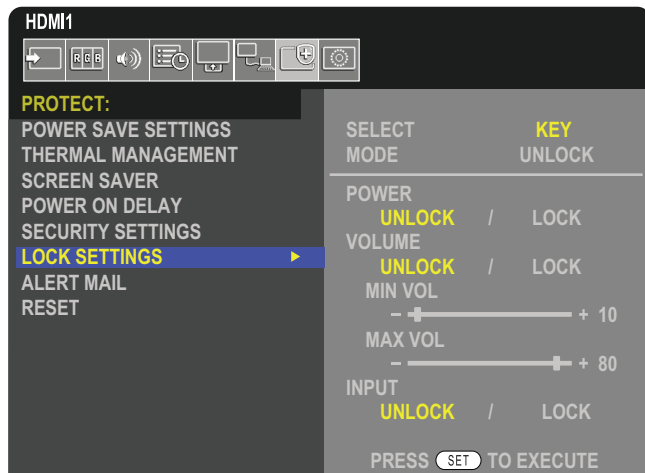 HDMI1
RGB
PROTECT:
POWER SAVE SETTINGS
THERMAL MANAGEMENT
SCREEN SAVER
POWER ON DELAY
SECURITY SETTINGS
LOCK SETTINGS
ALERT MAIL
RESET
SELECT KEY
MODE UNLOCK
POWER
UNLOCK / LOCK
VOLUME
UNLOCK / LOCK
MIN VOL
- + 10
MAX VOL
- + 80
INPUT
UNLOCK / LOCK
PRESS SET TO EXECUTE